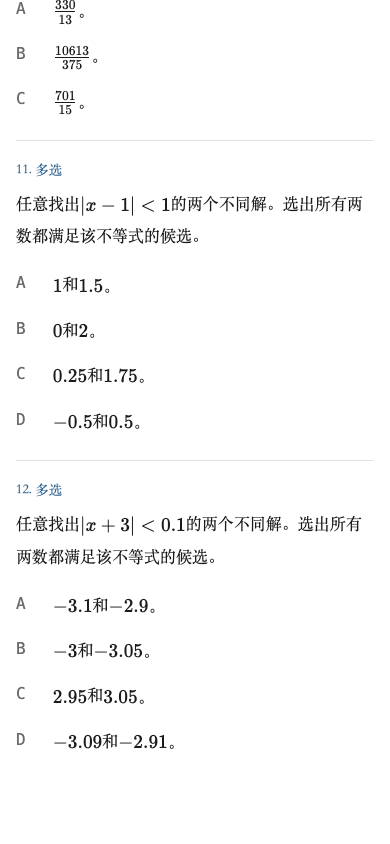 A 330/13。
B 10613/375。
C 701/15。
11. 多选
任意找出|x − 1| < 1的两个不同解。选出所有两
数都满足该不等式的候选。
A 1和1.5。
B 0和2。
C 0.25和1.75。
D −0.5和0.5。
12. 多选
任意找出|x + 3| < 0.1的两个不同解。选出所有
两数都满足该不等式的候选。
A −3.1和−2.9。
B −3和−3.05。
C 2.95和3.05。
D −3.09和−2.91。